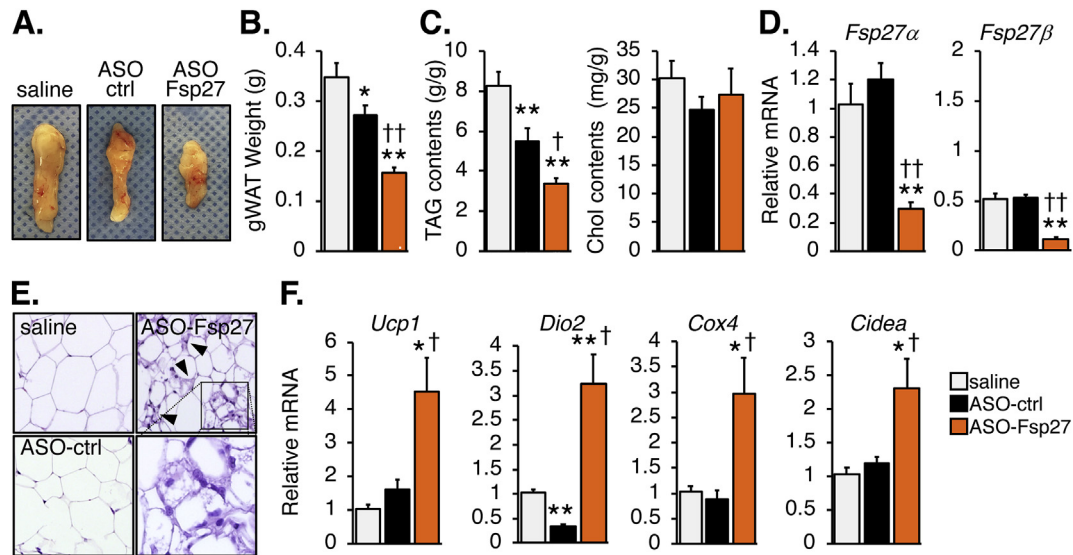 A.
saline
ASO
ctrl
ASO
Fsp27
B.
gWAT Weight (g)
0.4
0.3
0.2
0.1
0
*
††
**
C.
TAG contents (g/g)
10
8
6
4
2
0
**
†
**
Chol contents (mg/g)
35
30
25
20
15
10
5
0
D.
Fsp27α
Relative mRNA
1.4
1.2
1.0
0.8
0.6
0.4
0.2
0
††
**
Fsp27β
2
1.5
1
0.5
0
††
**
E.
saline
ASO-Fsp27
ASO-ctrl
F.
Relative mRNA
Ucp1
6
5
4
3
2
1
0
*†
Dio2
4
3.5
3
2.5
2
1.5
1
0.5
0
**
**†
Cox4
4
3.5
3
2.5
2
1.5
1
0.5
0
*†
Cidea
3
2.5
2
1.5
1
0.5
0
*†
saline
ASO-ctrl
ASO-Fsp27